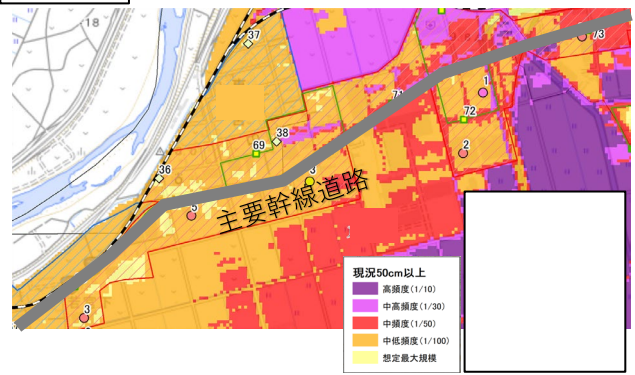 18
37
73
1
71
72
69
38
2
36
3
5
主要幹線道路
3
現況50cm以上
高頻度(1/10)
中高頻度(1/30)
中頻度(1/50)
中低頻度(1/100)
想定最大規模